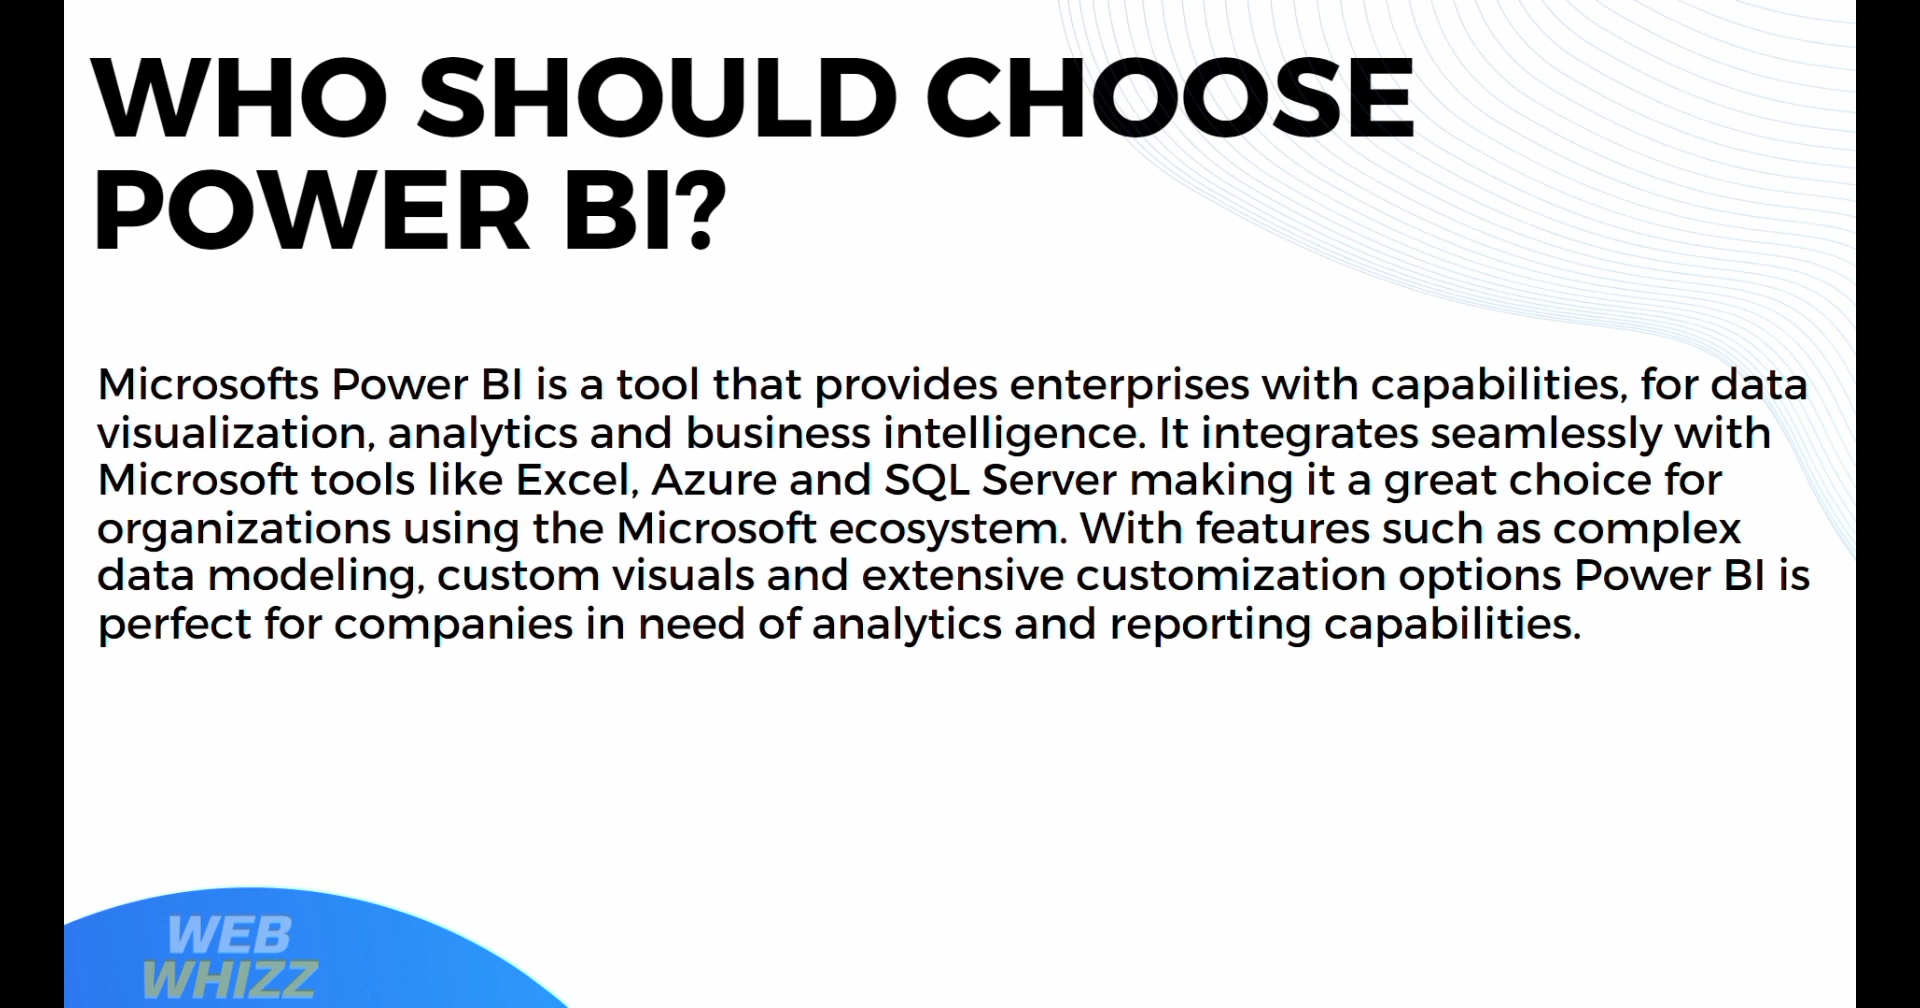 WHO SHOULD CHOOSE
POWER BI?
Microsofts Power BI is a tool that provides enterprises with capabilities, for data
visualization, analytics and business intelligence. It integrates seamlessly with
Microsoft tools like Excel, Azure and SQL Server making it a great choice for
organizations using the Microsoft ecosystem. With features such as complex
data modeling, custom visuals and extensive customization options Power BI is
perfect for companies in need of analytics and reporting capabilities.
WEB
WHIZZ